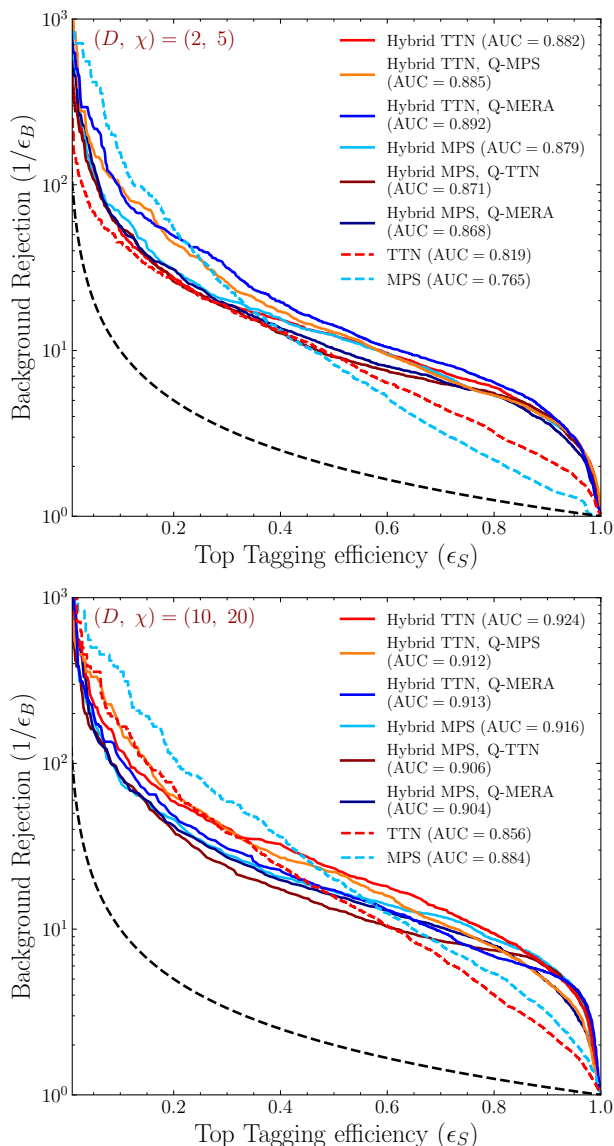 (D, χ) = (2, 5)
Hybrid TTN (AUC = 0.882)
Hybrid TTN, Q-MPS
(AUC = 0.885)
Hybrid TTN, Q-MERA
(AUC = 0.892)
Hybrid MPS (AUC = 0.879)
Hybrid MPS, Q-TTN
(AUC = 0.871)
Hybrid MPS, Q-MERA
(AUC = 0.868)
TTN (AUC = 0.819)
MPS (AUC = 0.765)
Background Rejection (1/ϵ_B)
10³
10²
10¹
10⁰
0.2 0.4 0.6 0.8 1.0
Top Tagging efficiency (ϵ_S)
(D, χ) = (10, 20)
Hybrid TTN (AUC = 0.924)
Hybrid TTN, Q-MPS
(AUC = 0.912)
Hybrid TTN, Q-MERA
(AUC = 0.913)
Hybrid MPS (AUC = 0.916)
Hybrid MPS, Q-TTN
(AUC = 0.906)
Hybrid MPS, Q-MERA
(AUC = 0.904)
TTN (AUC = 0.856)
MPS (AUC = 0.884)
Background Rejection (1/ϵ_B)
10³
10²
10¹
10⁰
0.2 0.4 0.6 0.8 1.0
Top Tagging efficiency (ϵ_S)